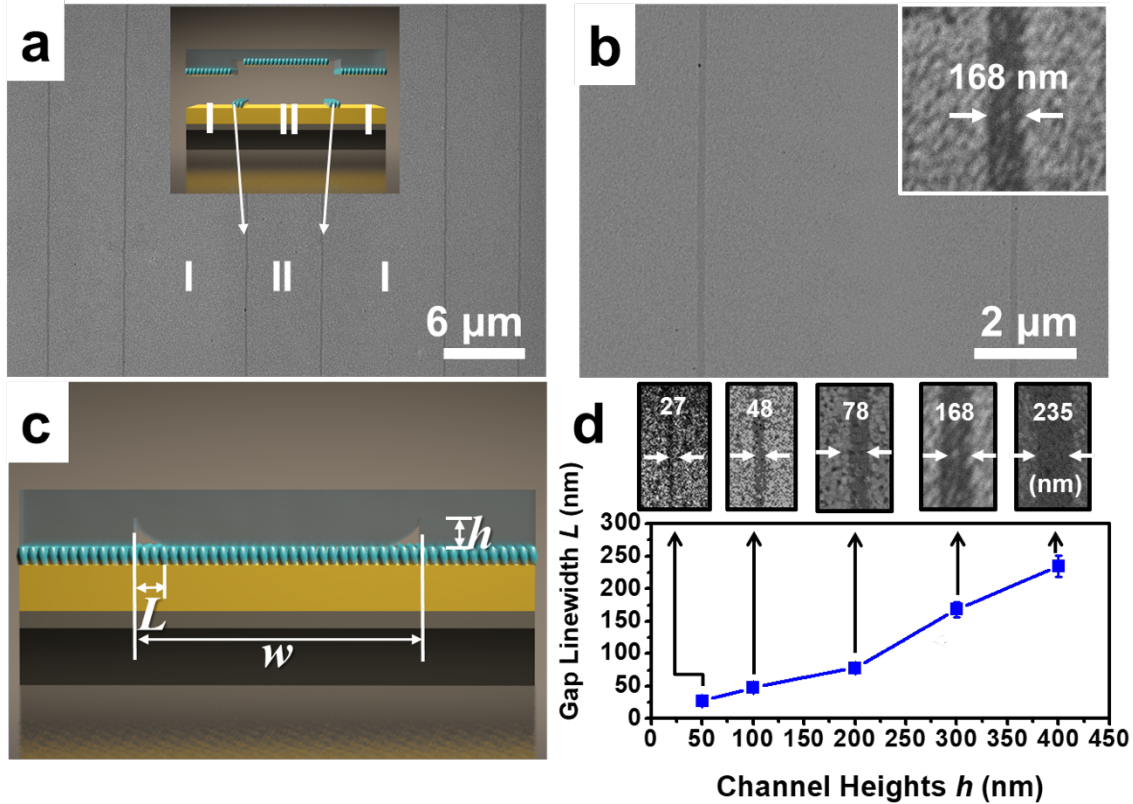 a
I II I
I II I
6 µm
b
168 nm
2 µm
c
h
L
w
d
27 48 78 168 235
(nm)
Gap Linewidth L (nm)
300
250
200
150
100
50
0
0 50 100 150 200 250 300 350 400 450
Channel Heights h (nm)